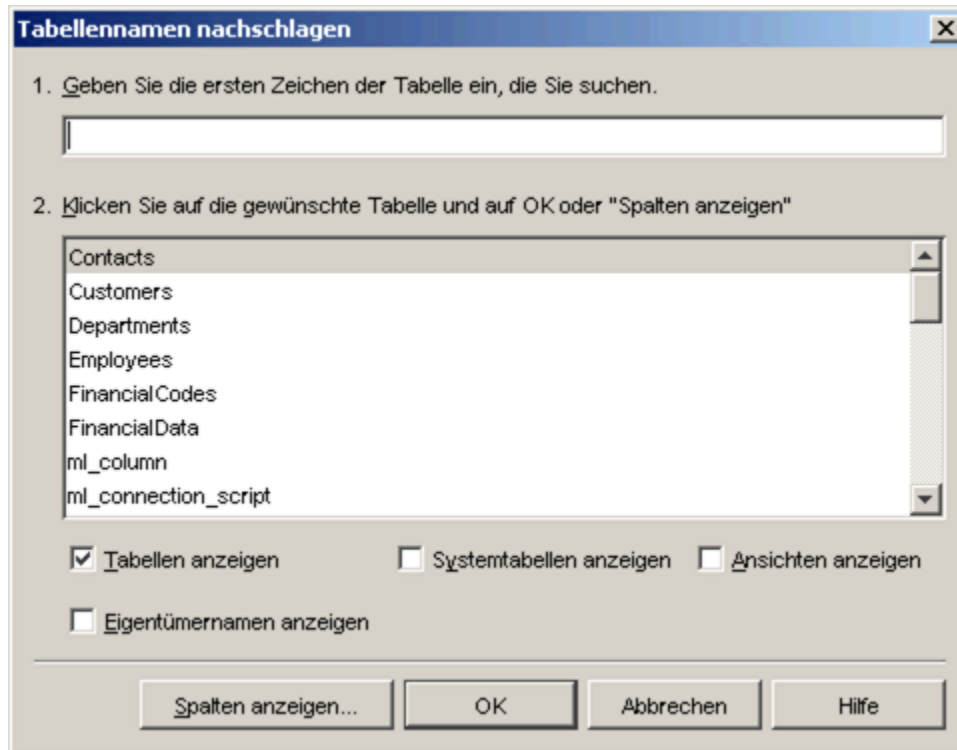 Tabellennamen nachschlagen
1. Geben Sie die ersten Zeichen der Tabelle ein, die Sie suchen.
2. Klicken Sie auf die gewünschte Tabelle und auf OK oder "Spalten anzeigen"
Contacts
Customers
Departments
Employees
FinancialCodes
FinancialData
ml_column
ml_connection_script
Tabellen anzeigen Systemtabellen anzeigen Ansichten anzeigen
Eigentümernamen anzeigen
Spalten anzeigen... OK Abbrechen Hilfe